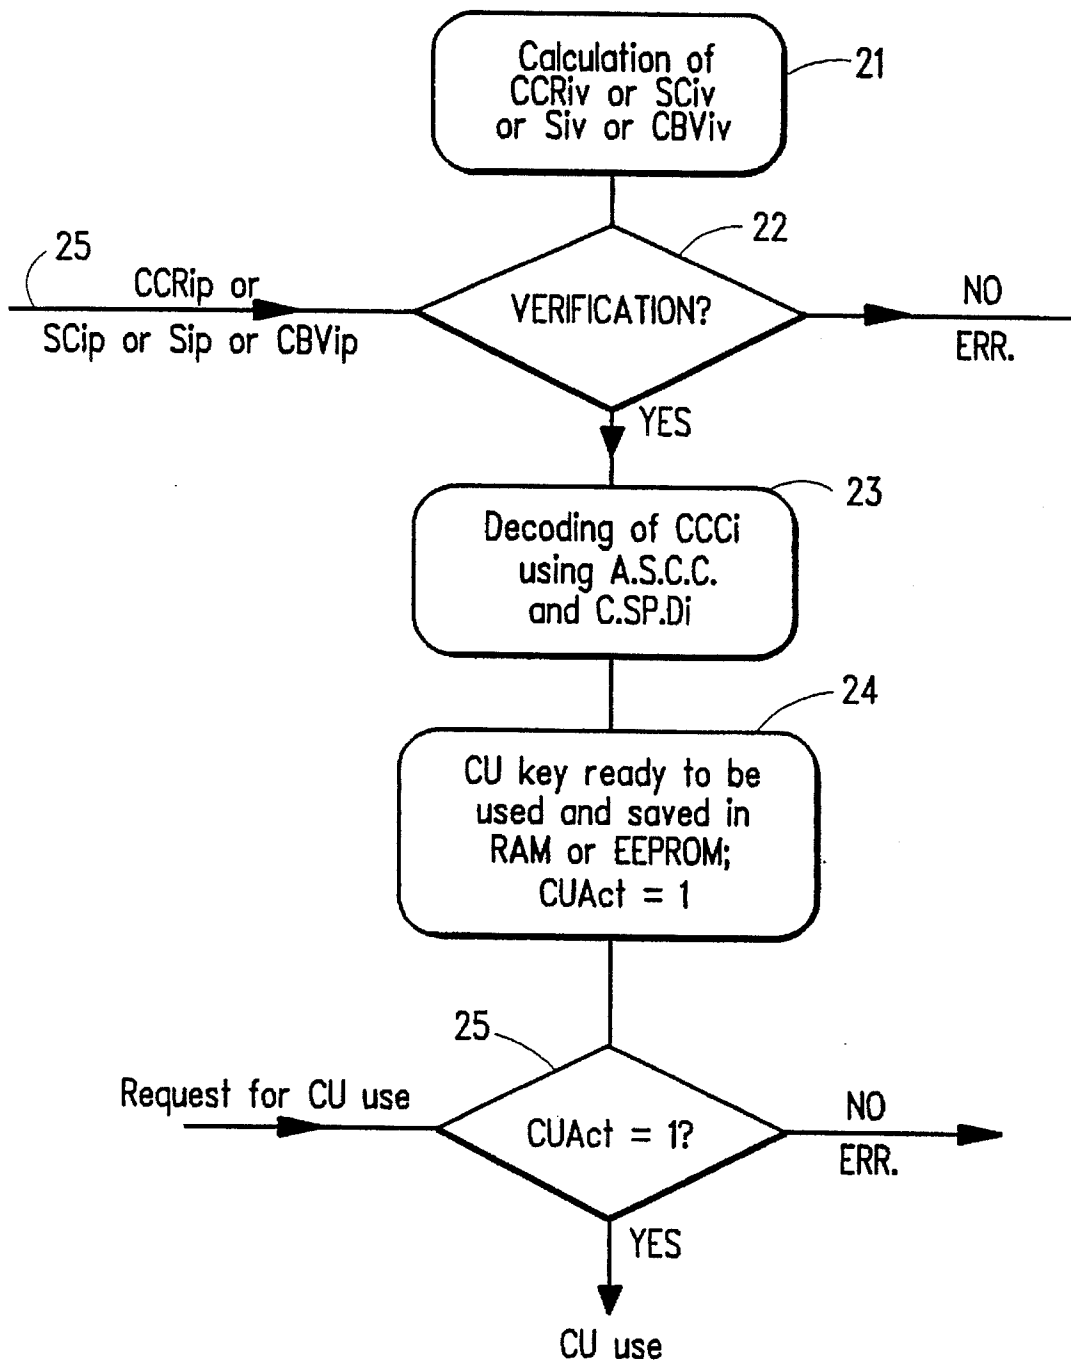 Calculation of
CCRiv or SCiv
or Siv or CBViv
21
22
25
CCRip or
SCip or Sip or CBVip
VERIFICATION?
NO
ERR.
YES
23
Decoding of CCCi
using A.S.C.C.
and C.SP.Di
24
CU key ready to be
used and saved in
RAM or EEPROM;
CUAct = 1
25
Request for CU use
CUAct = 1?
NO
ERR.
YES
CU use